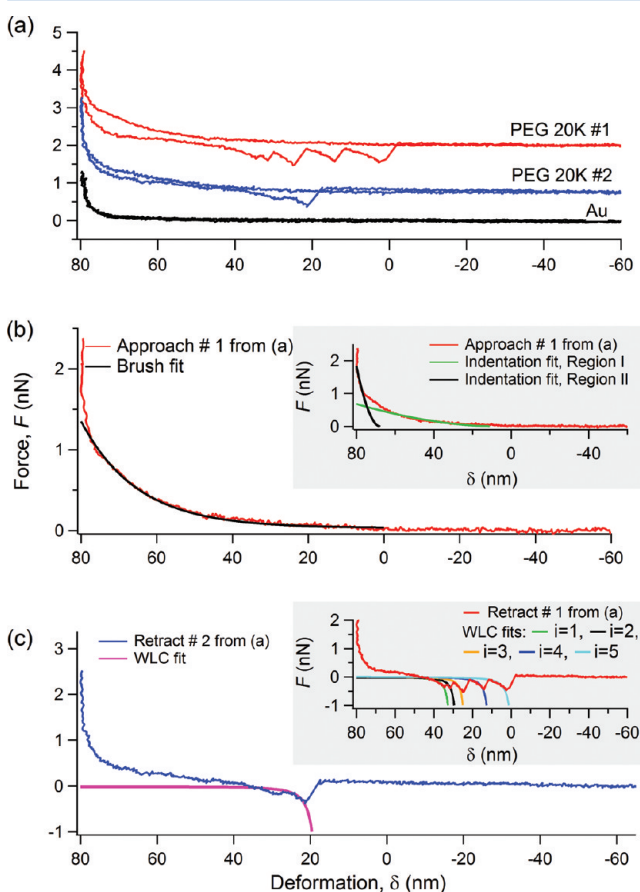 (a)
5
4
3
2
1
0
PEG 20K #1
PEG 20K #2
Au
80 60 40 20 0 -20 -40 -60
(b)
Approach # 1 from (a)
Brush fit
Force, F (nN)
2
1
0
80 60 40 20 0 -20 -40 -60
Approach # 1 from (a)
Indentation fit, Region I
Indentation fit, Region II
F (nN)
2
1
0
80 40 0 -40
δ (nm)
(c)
Retract # 2 from (a)
WLC fit
3
2
1
0
-1
80 60 40 20 0 -20 -40 -60
Deformation, δ (nm)
Retract # 1 from (a)
WLC fits: i=1, i=2,
i=3, i=4, i=5
F (nN)
2
1
0
-1
80 60 40 20 0 -20 -40 -60
δ (nm)